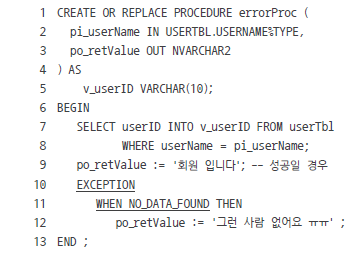 1 CREATE OR REPLACE PROCEDURE errorProc (
2 pi_userName IN USERTBL.USERNAME%TYPE,
3 po_retValue OUT NVARCHAR2
4 ) AS
5 v_userID VARCHAR(10);
6 BEGIN
7 SELECT userID INTO v_userID FROM userTbl
8 WHERE userName = pi_userName;
9 po_retValue := '회원 입니다'; -- 성공일 경우
10 EXCEPTION
11 WHEN NO_DATA_FOUND THEN
12 po_retValue := '그런 사람 없어요 ㅠㅠ' ;
13 END ;